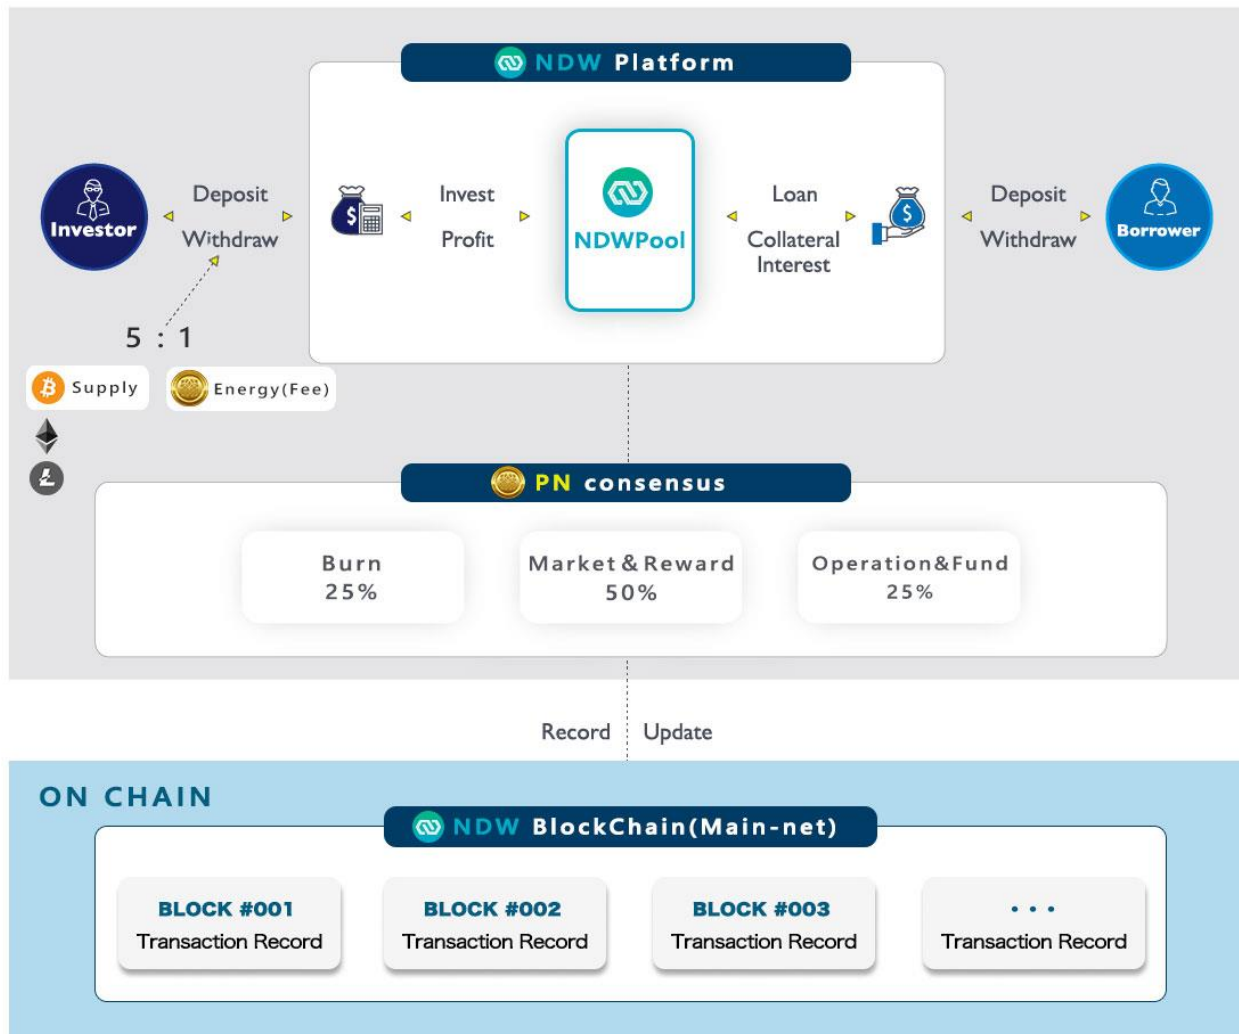 NDW Platform
Investor
Deposit
Withdraw
Invest
Profit
NDWPool
Loan
Collateral
Interest
Deposit
Withdraw
Borrower
5 : 1
Supply
Energy(Fee)
PN consensus
Burn
25%
Market & Reward
50%
Operation&Fund
25%
Record
Update
ON CHAIN
NDW BlockChain(Main-net)
BLOCK #001
Transaction Record
BLOCK #002
Transaction Record
BLOCK #003
Transaction Record
• • •
Transaction Record